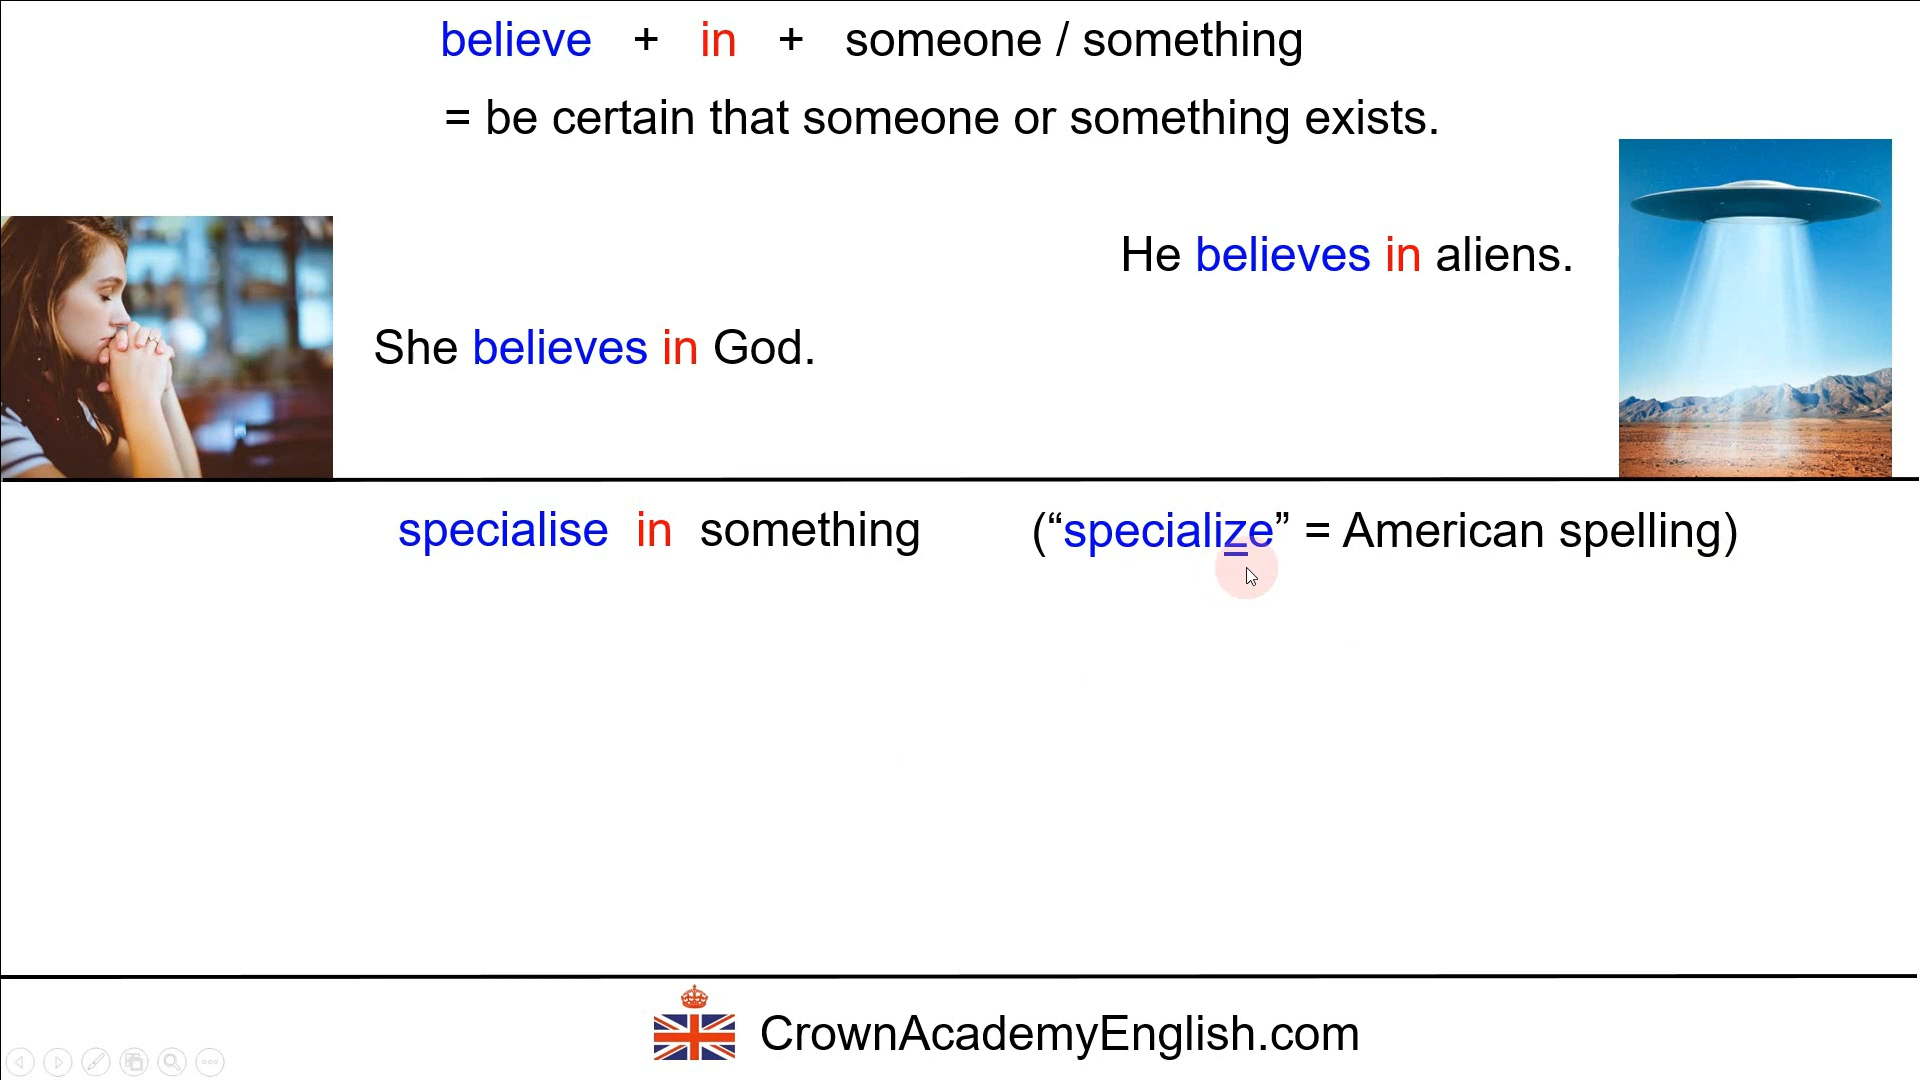 believe + in + someone / something
= be certain that someone or something exists.
He believes in aliens.
She believes in God.
specialise in something (“specialize” = American spelling)
CrownAcademyEnglish.com